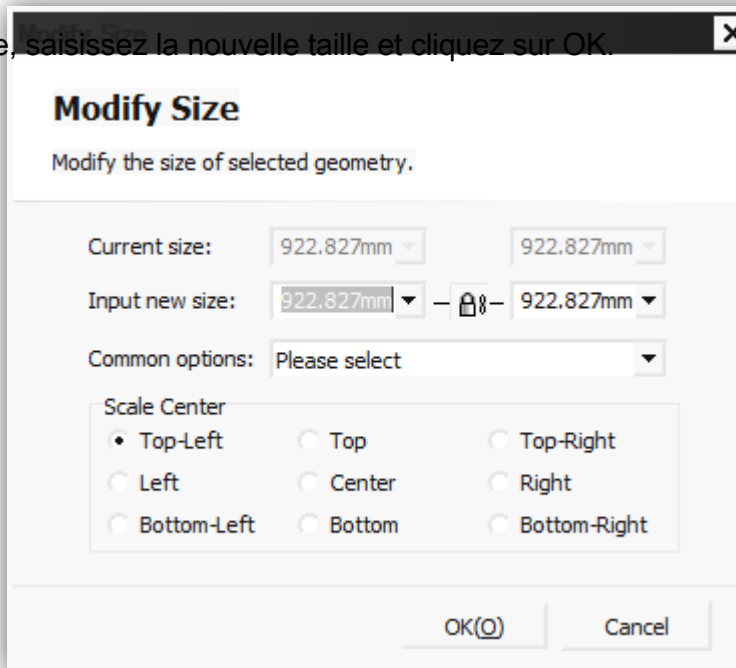 Modify Size
e, saisissez la nouvelle taille et cliquez sur OK.
Modify Size
Modify the size of selected geometry.
Current size: 922.827mm 922.827mm
Input new size: 922.827mm 922.827mm
Common options: Please select
Scale Center
Top-Left Top Top-Right
Left Center Right
Bottom-Left Bottom Bottom-Right
OK(O) Cancel